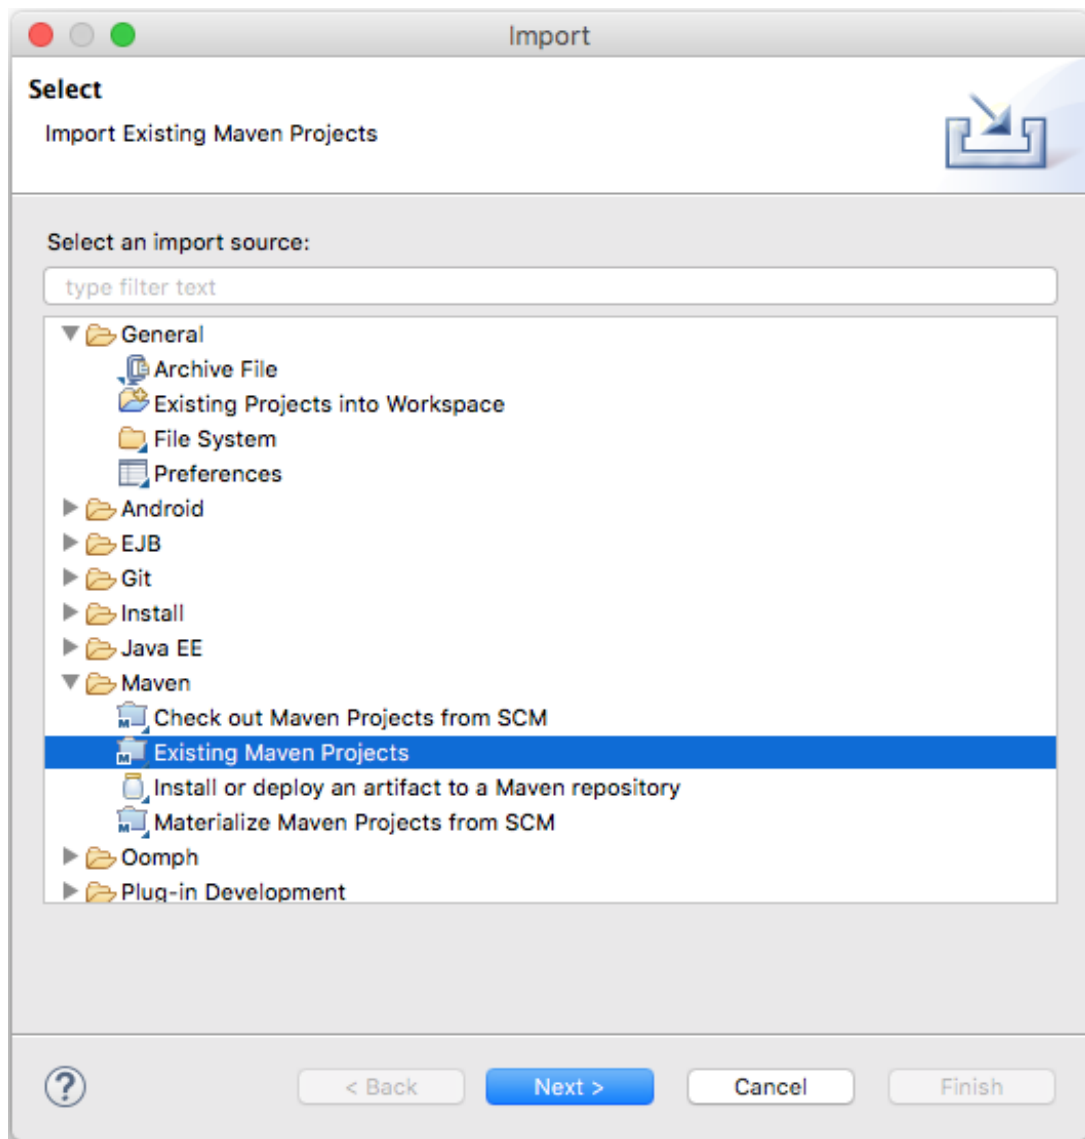 Import
Select
Import Existing Maven Projects
Select an import source:
type filter text
General
Archive File
Existing Projects into Workspace
File System
Preferences
Android
EJB
Git
Install
Java EE
Maven
Check out Maven Projects from SCM
Existing Maven Projects
Install or deploy an artifact to a Maven repository
Materialize Maven Projects from SCM
Oomph
Plug-in Development
? < Back Next > Cancel Finish